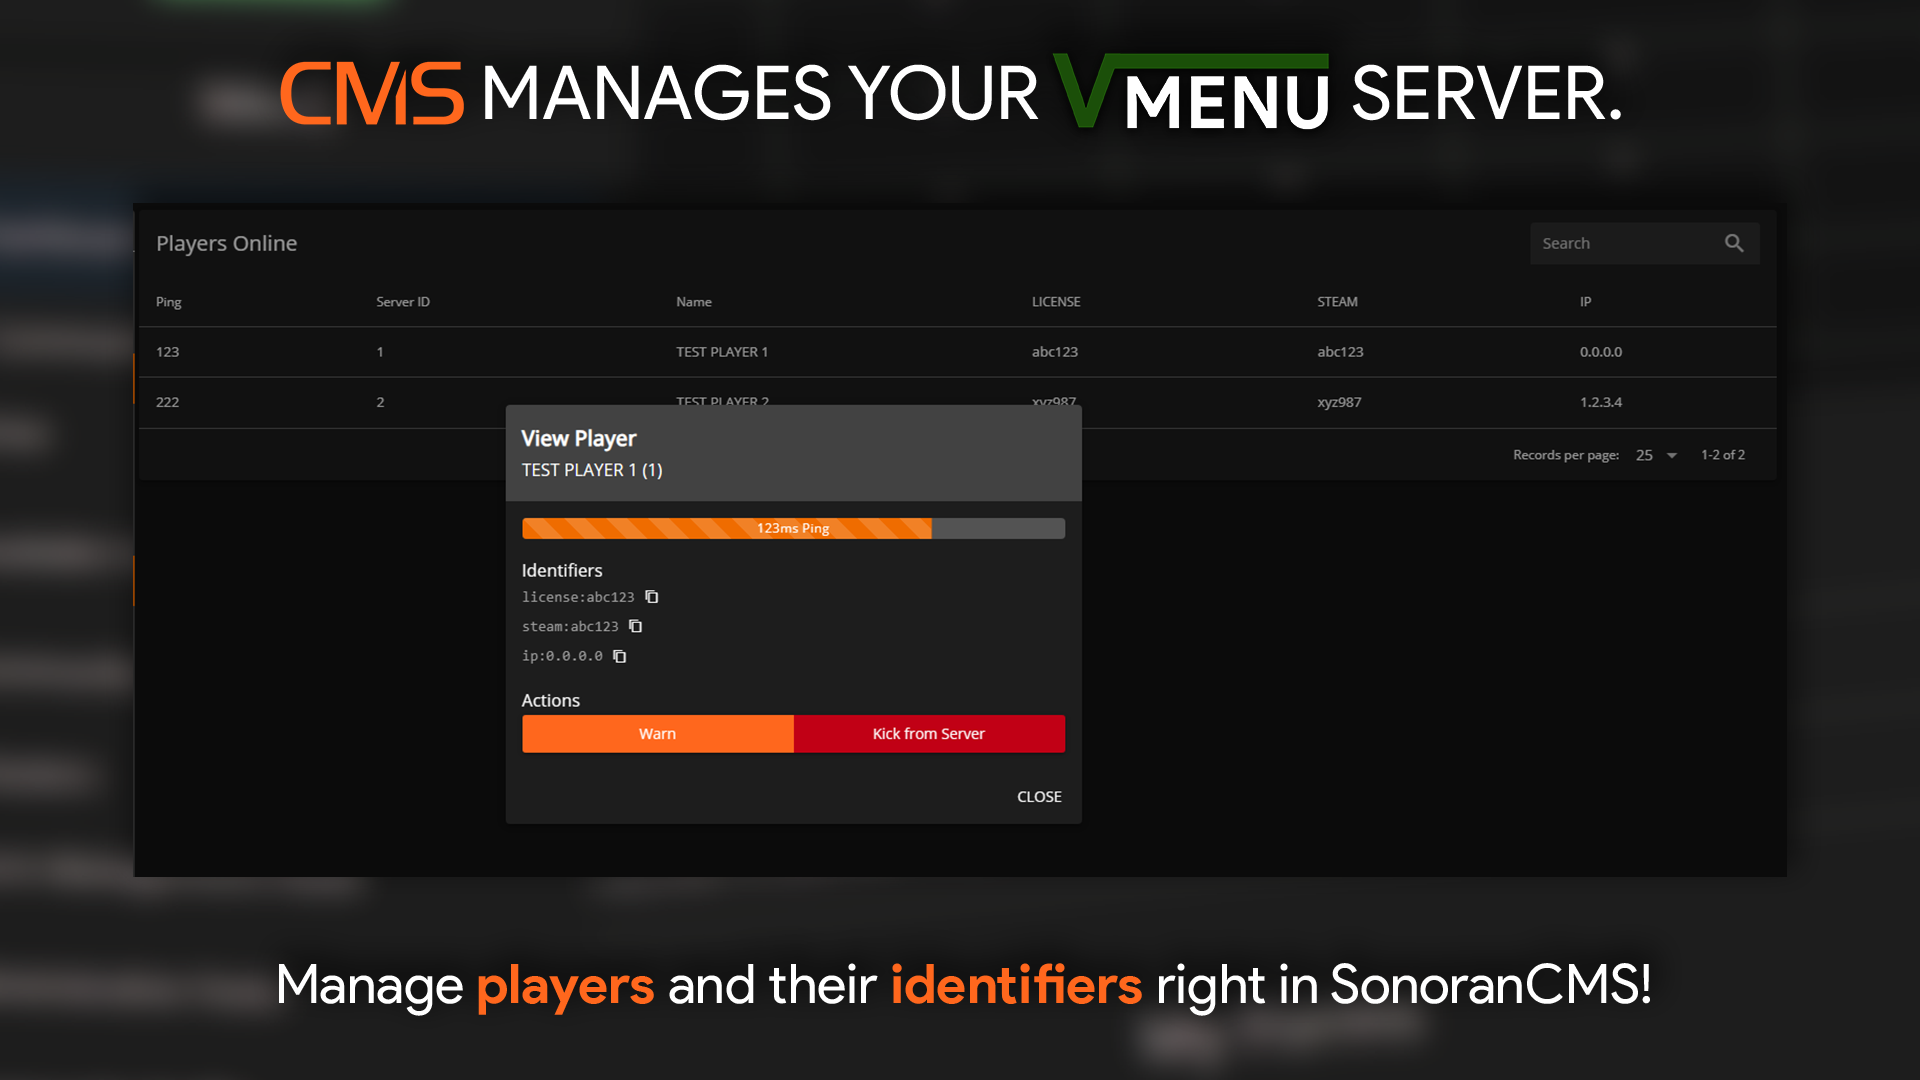 CMS MANAGES YOUR VMENU SERVER.
Players Online
Search
Ping Server ID Name LICENSE STEAM IP
123 1 TEST PLAYER 1 abc123 abc123 0.0.0.0
222 2 TEST PLAYER 2 xyz987 xyz987 1.2.3.4
Records per page: 25 1-2 of 2
View Player
TEST PLAYER 1 (1)
123ms Ping
Identifiers
license:abc123
steam:abc123
ip:0.0.0.0
Actions
Warn Kick from Server
CLOSE
Manage players and their identifiers right in SonoranCMS!